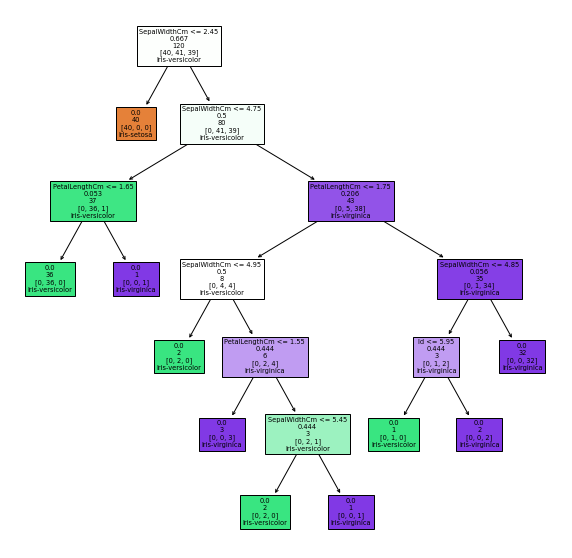 SepalWidthCm <= 2.45
0.667
120
[40, 41, 39]
Iris-versicolor
0.0
40
[40, 0, 0]
Iris-setosa
SepalWidthCm <= 4.75
0.5
80
[0, 41, 39]
Iris-versicolor
PetalLengthCm <= 1.65
0.053
37
[0, 36, 1]
Iris-versicolor
PetalLengthCm <= 1.75
0.206
43
[0, 5, 38]
Iris-virginica
0.0
36
[0, 36, 0]
Iris-versicolor
0.0
1
[0, 0, 1]
Iris-virginica
SepalWidthCm <= 4.95
0.5
8
[0, 4, 4]
Iris-versicolor
SepalWidthCm <= 4.85
0.056
35
[0, 1, 34]
Iris-virginica
0.0
2
[0, 2, 0]
Iris-versicolor
PetalLengthCm <= 1.55
0.444
6
[0, 2, 4]
Iris-virginica
Id <= 5.95
0.444
3
[0, 1, 2]
Iris-virginica
0.0
32
[0, 0, 32]
Iris-virginica
0.0
3
[0, 0, 3]
Iris-virginica
SepalWidthCm <= 5.45
0.444
3
[0, 2, 1]
Iris-versicolor
0.0
1
[0, 1, 0]
Iris-versicolor
0.0
2
[0, 0, 2]
Iris-virginica
0.0
2
[0, 2, 0]
Iris-versicolor
0.0
1
[0, 0, 1]
Iris-virginica